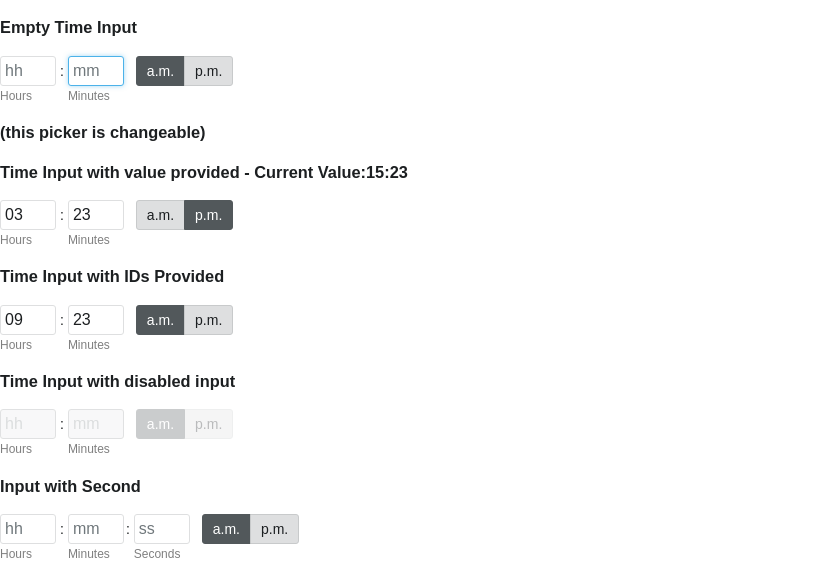 Empty Time Input
hh : mm a.m. p.m.
Hours Minutes
(this picker is changeable)
Time Input with value provided - Current Value:15:23
03 : 23 a.m. p.m.
Hours Minutes
Time Input with IDs Provided
09 : 23 a.m. p.m.
Hours Minutes
Time Input with disabled input
hh : mm a.m. p.m.
Hours Minutes
Input with Second
hh : mm : ss a.m. p.m.
Hours Minutes Seconds